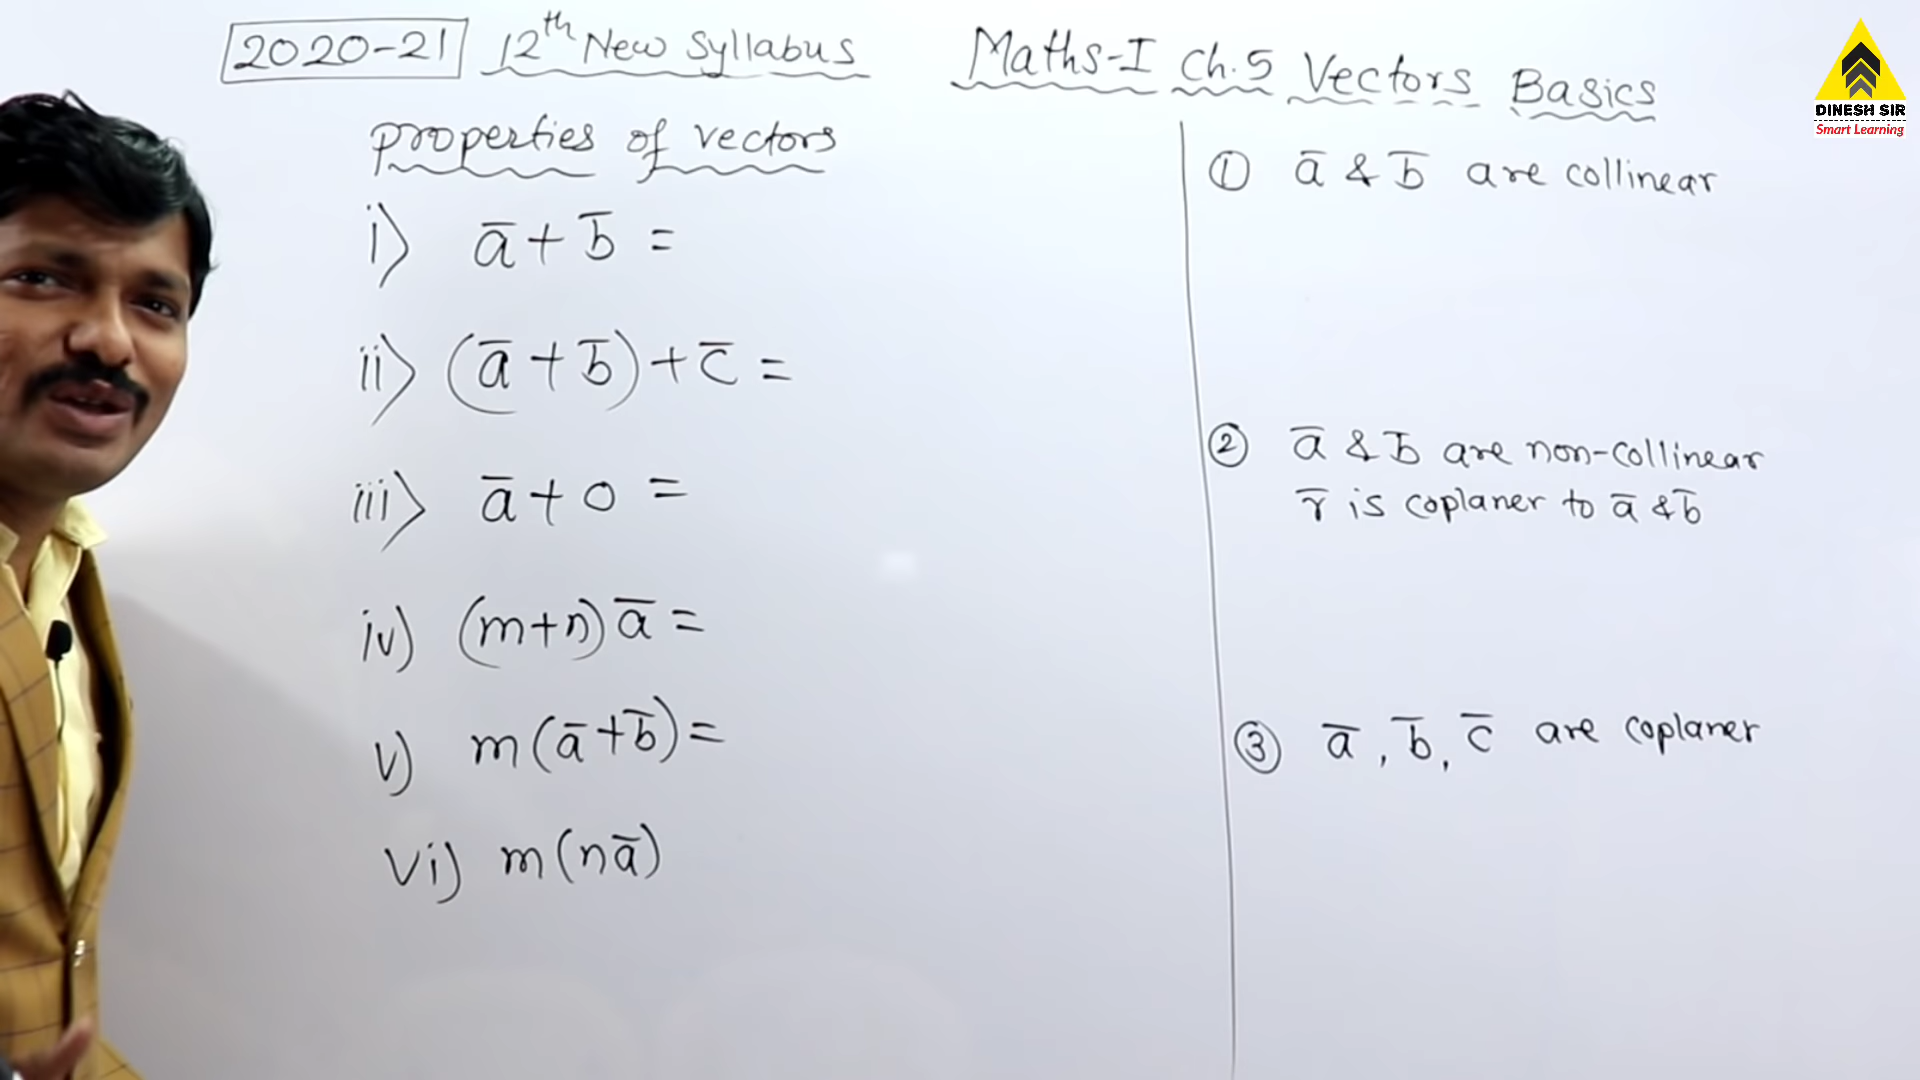 2020-21 12th New Syllabus Maths-I Ch.5 Vectors Basics
DINESH SIR
Smart Learning
properties of vectors
i) a̅ + b̅ =
ii) (a̅ + b̅) + c̅ =
iii) a̅ + 0 =
iv) (m+n) a̅ =
v) m(a̅+b̅) =
vi) m(na̅)
① a̅ & b̅ are collinear
② a̅ & b̅ are non-collinear
r̅ is coplaner to a̅ & b̅
③ a̅, b̅, c̅ are coplaner